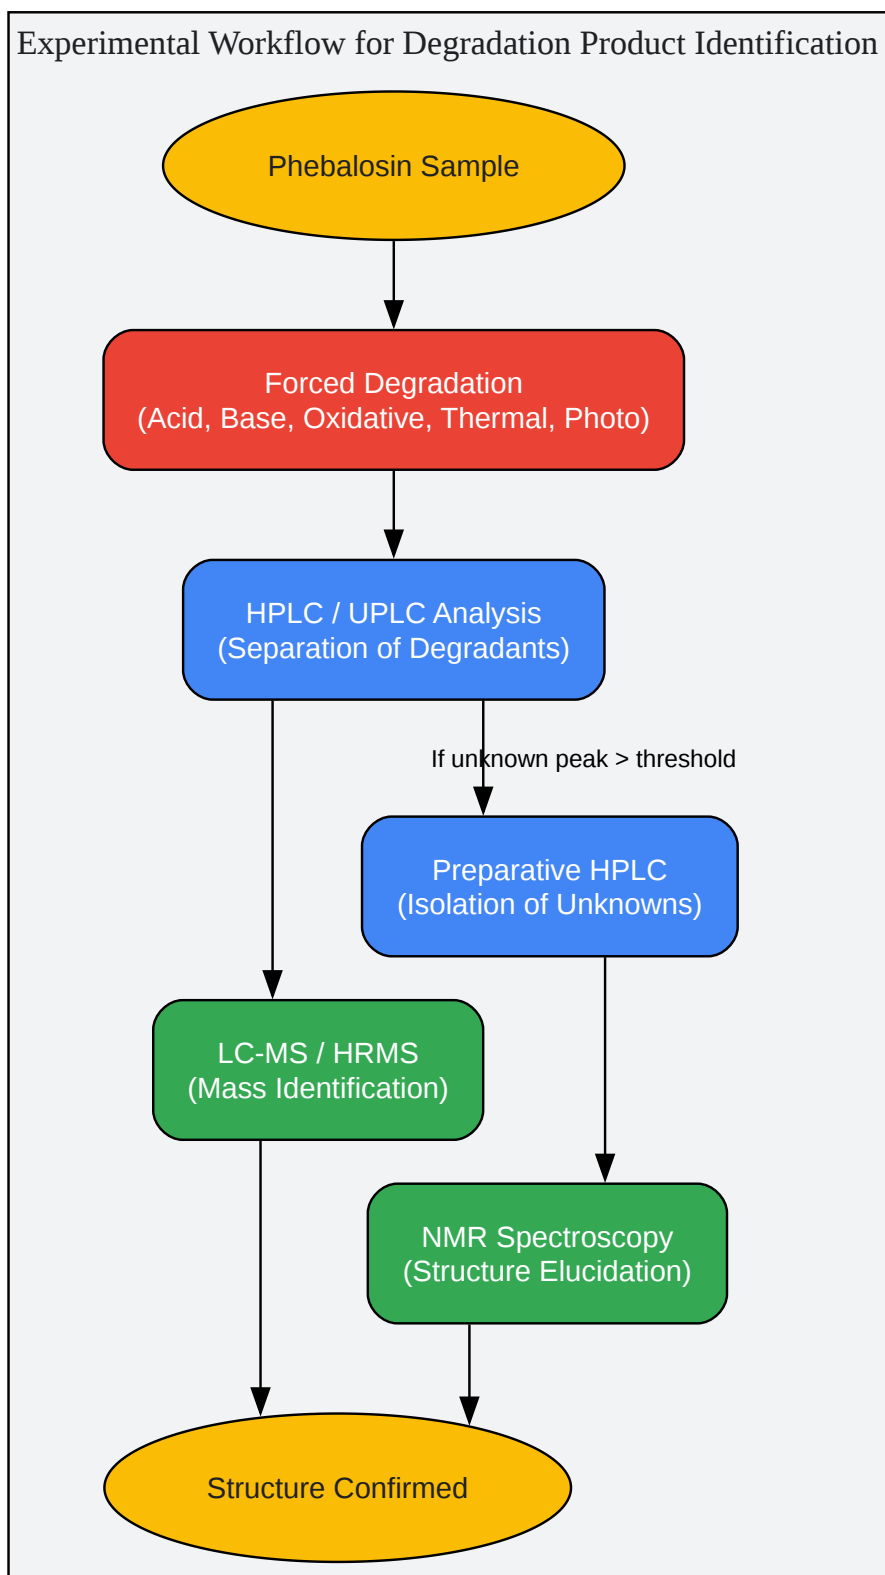 Experimental Workflow for Degradation Product Identification
Phebalosin Sample
Forced Degradation
(Acid, Base, Oxidative, Thermal, Photo)
HPLC / UPLC Analysis
(Separation of Degradants)
If unknown peak > threshold
Preparative HPLC
(Isolation of Unknowns)
LC-MS / HRMS
(Mass Identification)
NMR Spectroscopy
(Structure Elucidation)
Structure Confirmed